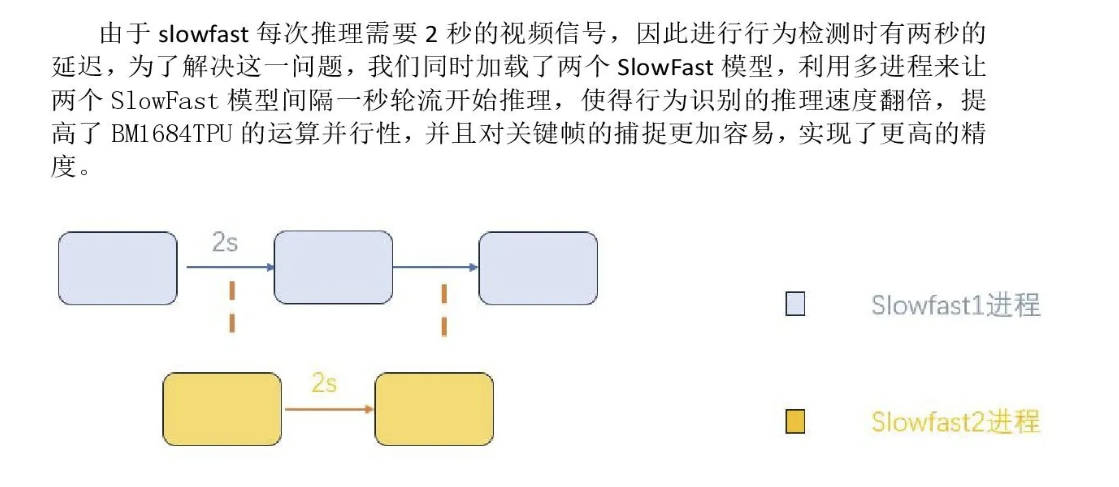 由于 slowfast 每次推理需要 2 秒的视频信号，因此进行行为检测时有两秒的
延迟，为了解决这一问题，我们同时加载了两个 SlowFast 模型，利用多进程来让
两个 SlowFast 模型间隔一秒轮流开始推理，使得行为识别的推理速度翻倍，提
高了 BM1684TPU 的运算并行性，并且对关键帧的捕捉更加容易，实现了更高的精
度。
2s
Slowfast1进程
2s
Slowfast2进程